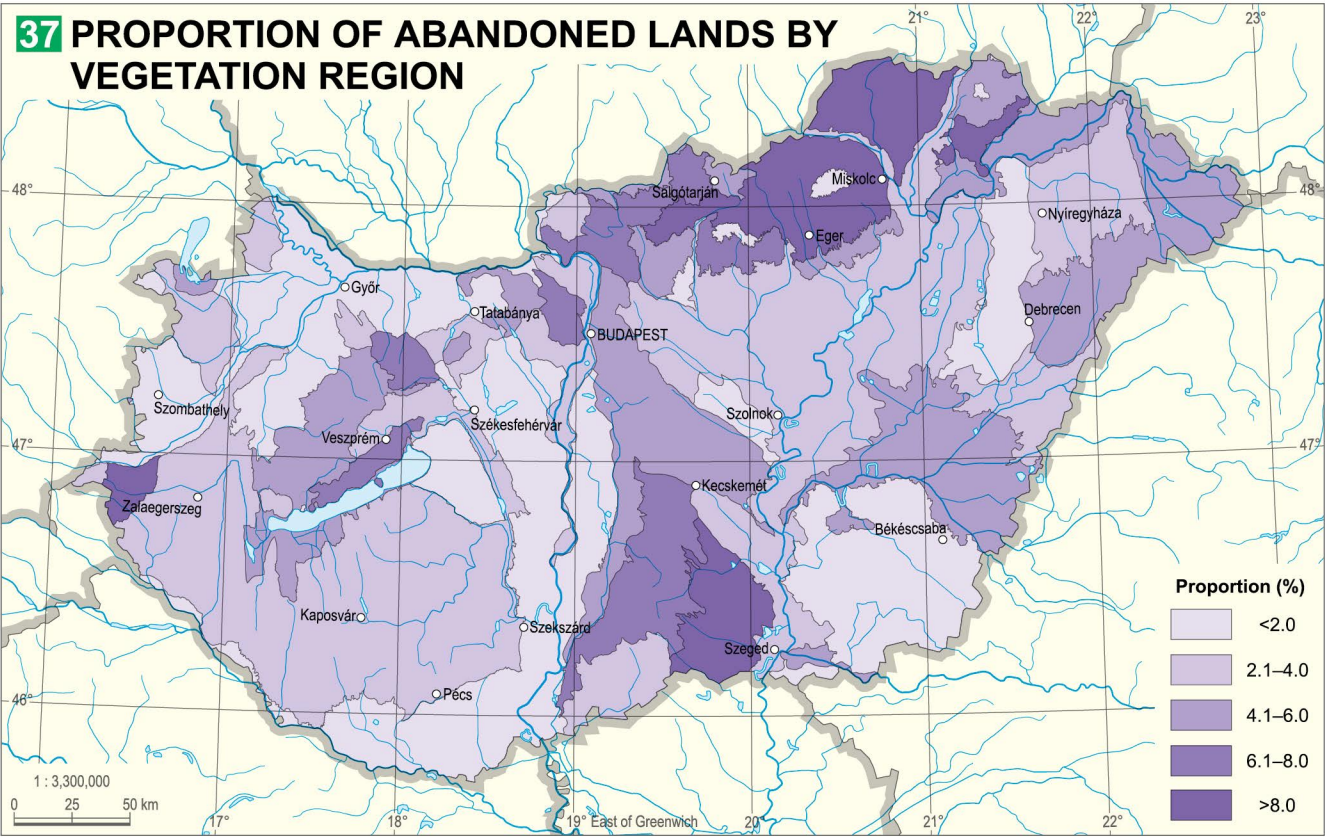 37 PROPORTION OF ABANDONED LANDS BY
VEGETATION REGION
21°
22°
23°
48°
48°
Salgótarján
Miskolc
Nyíregyháza
Eger
Győr
Tatabánya
Debrecen
BUDAPEST
Szombathely
Székesfehérvár
Szolnok
Veszprém
47°
47°
Kecskemét
Zalaegerszeg
Békéscsaba
Kaposvár
Szekszárd
Szeged
Pécs
46°
Proportion (%)
<2.0
2.1–4.0
4.1–6.0
6.1–8.0
>8.0
1 : 3,300,000
0 25 50 km
17°
18°
19° East of Greenwich
20°
21°
22°